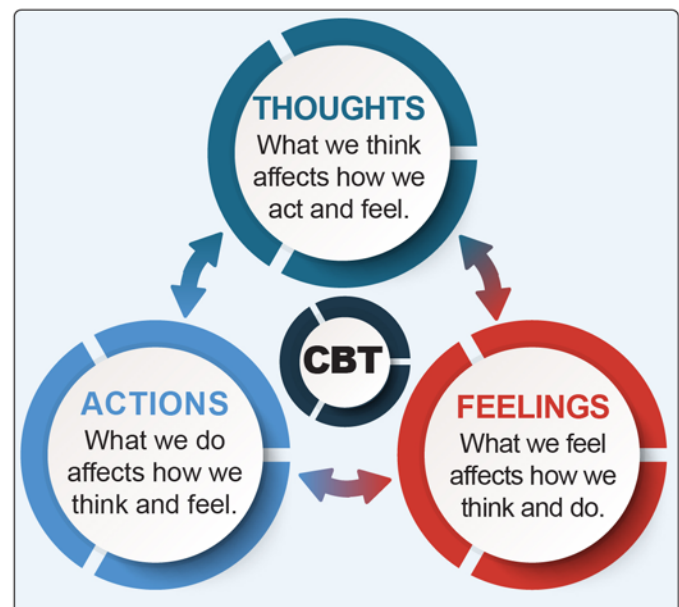 THOUGHTS
What we think
affects how we
act and feel.
CBT
ACTIONS
What we do
affects how we
think and feel.
FEELINGS
What we feel
affects how we
think and do.